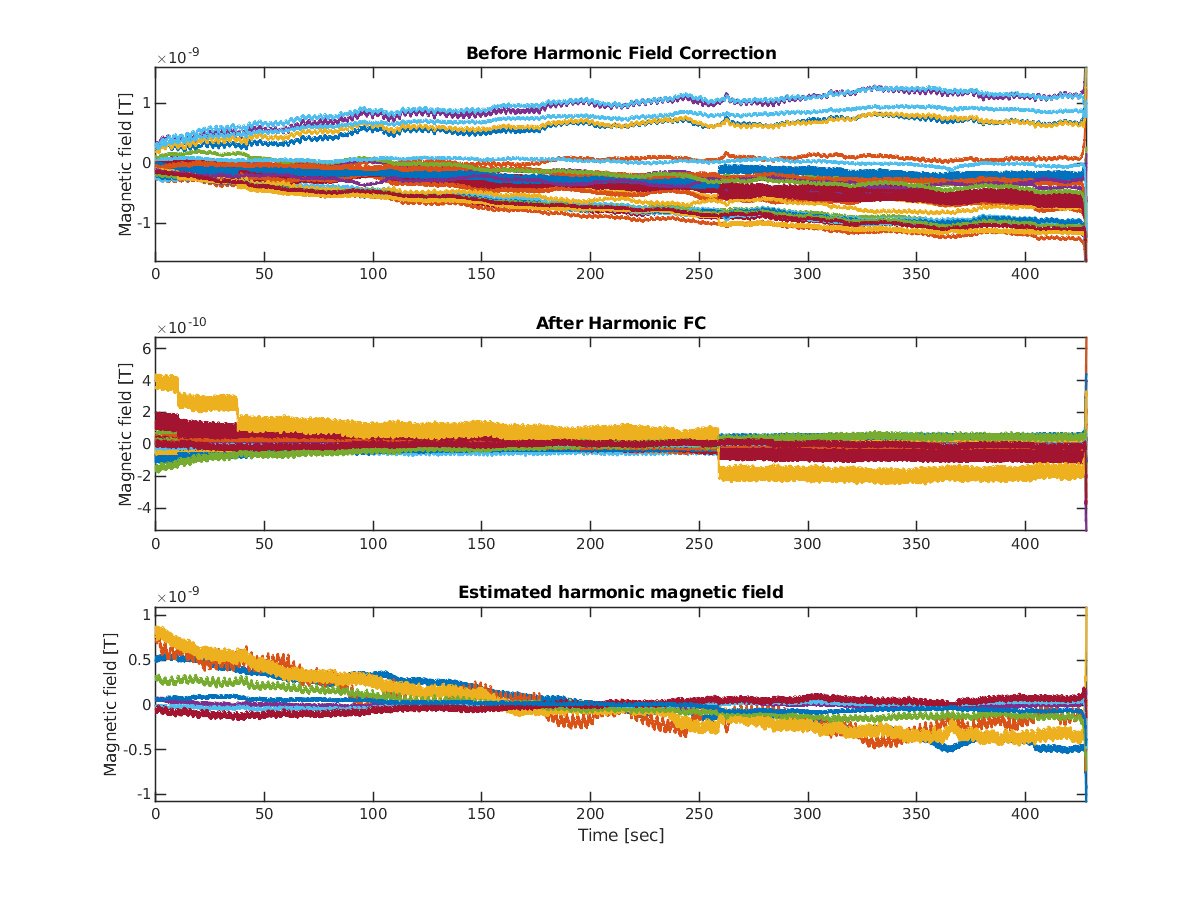 Before Harmonic Field Correction
×10^-9
Magnetic field [T]
1
0
-1
0 50 100 150 200 250 300 350 400
After Harmonic FC
×10^-10
Magnetic field [T]
6
4
2
0
-2
-4
0 50 100 150 200 250 300 350 400
Estimated harmonic magnetic field
×10^-9
Magnetic field [T]
1
0.5
0
-0.5
-1
0 50 100 150 200 250 300 350 400
Time [sec]